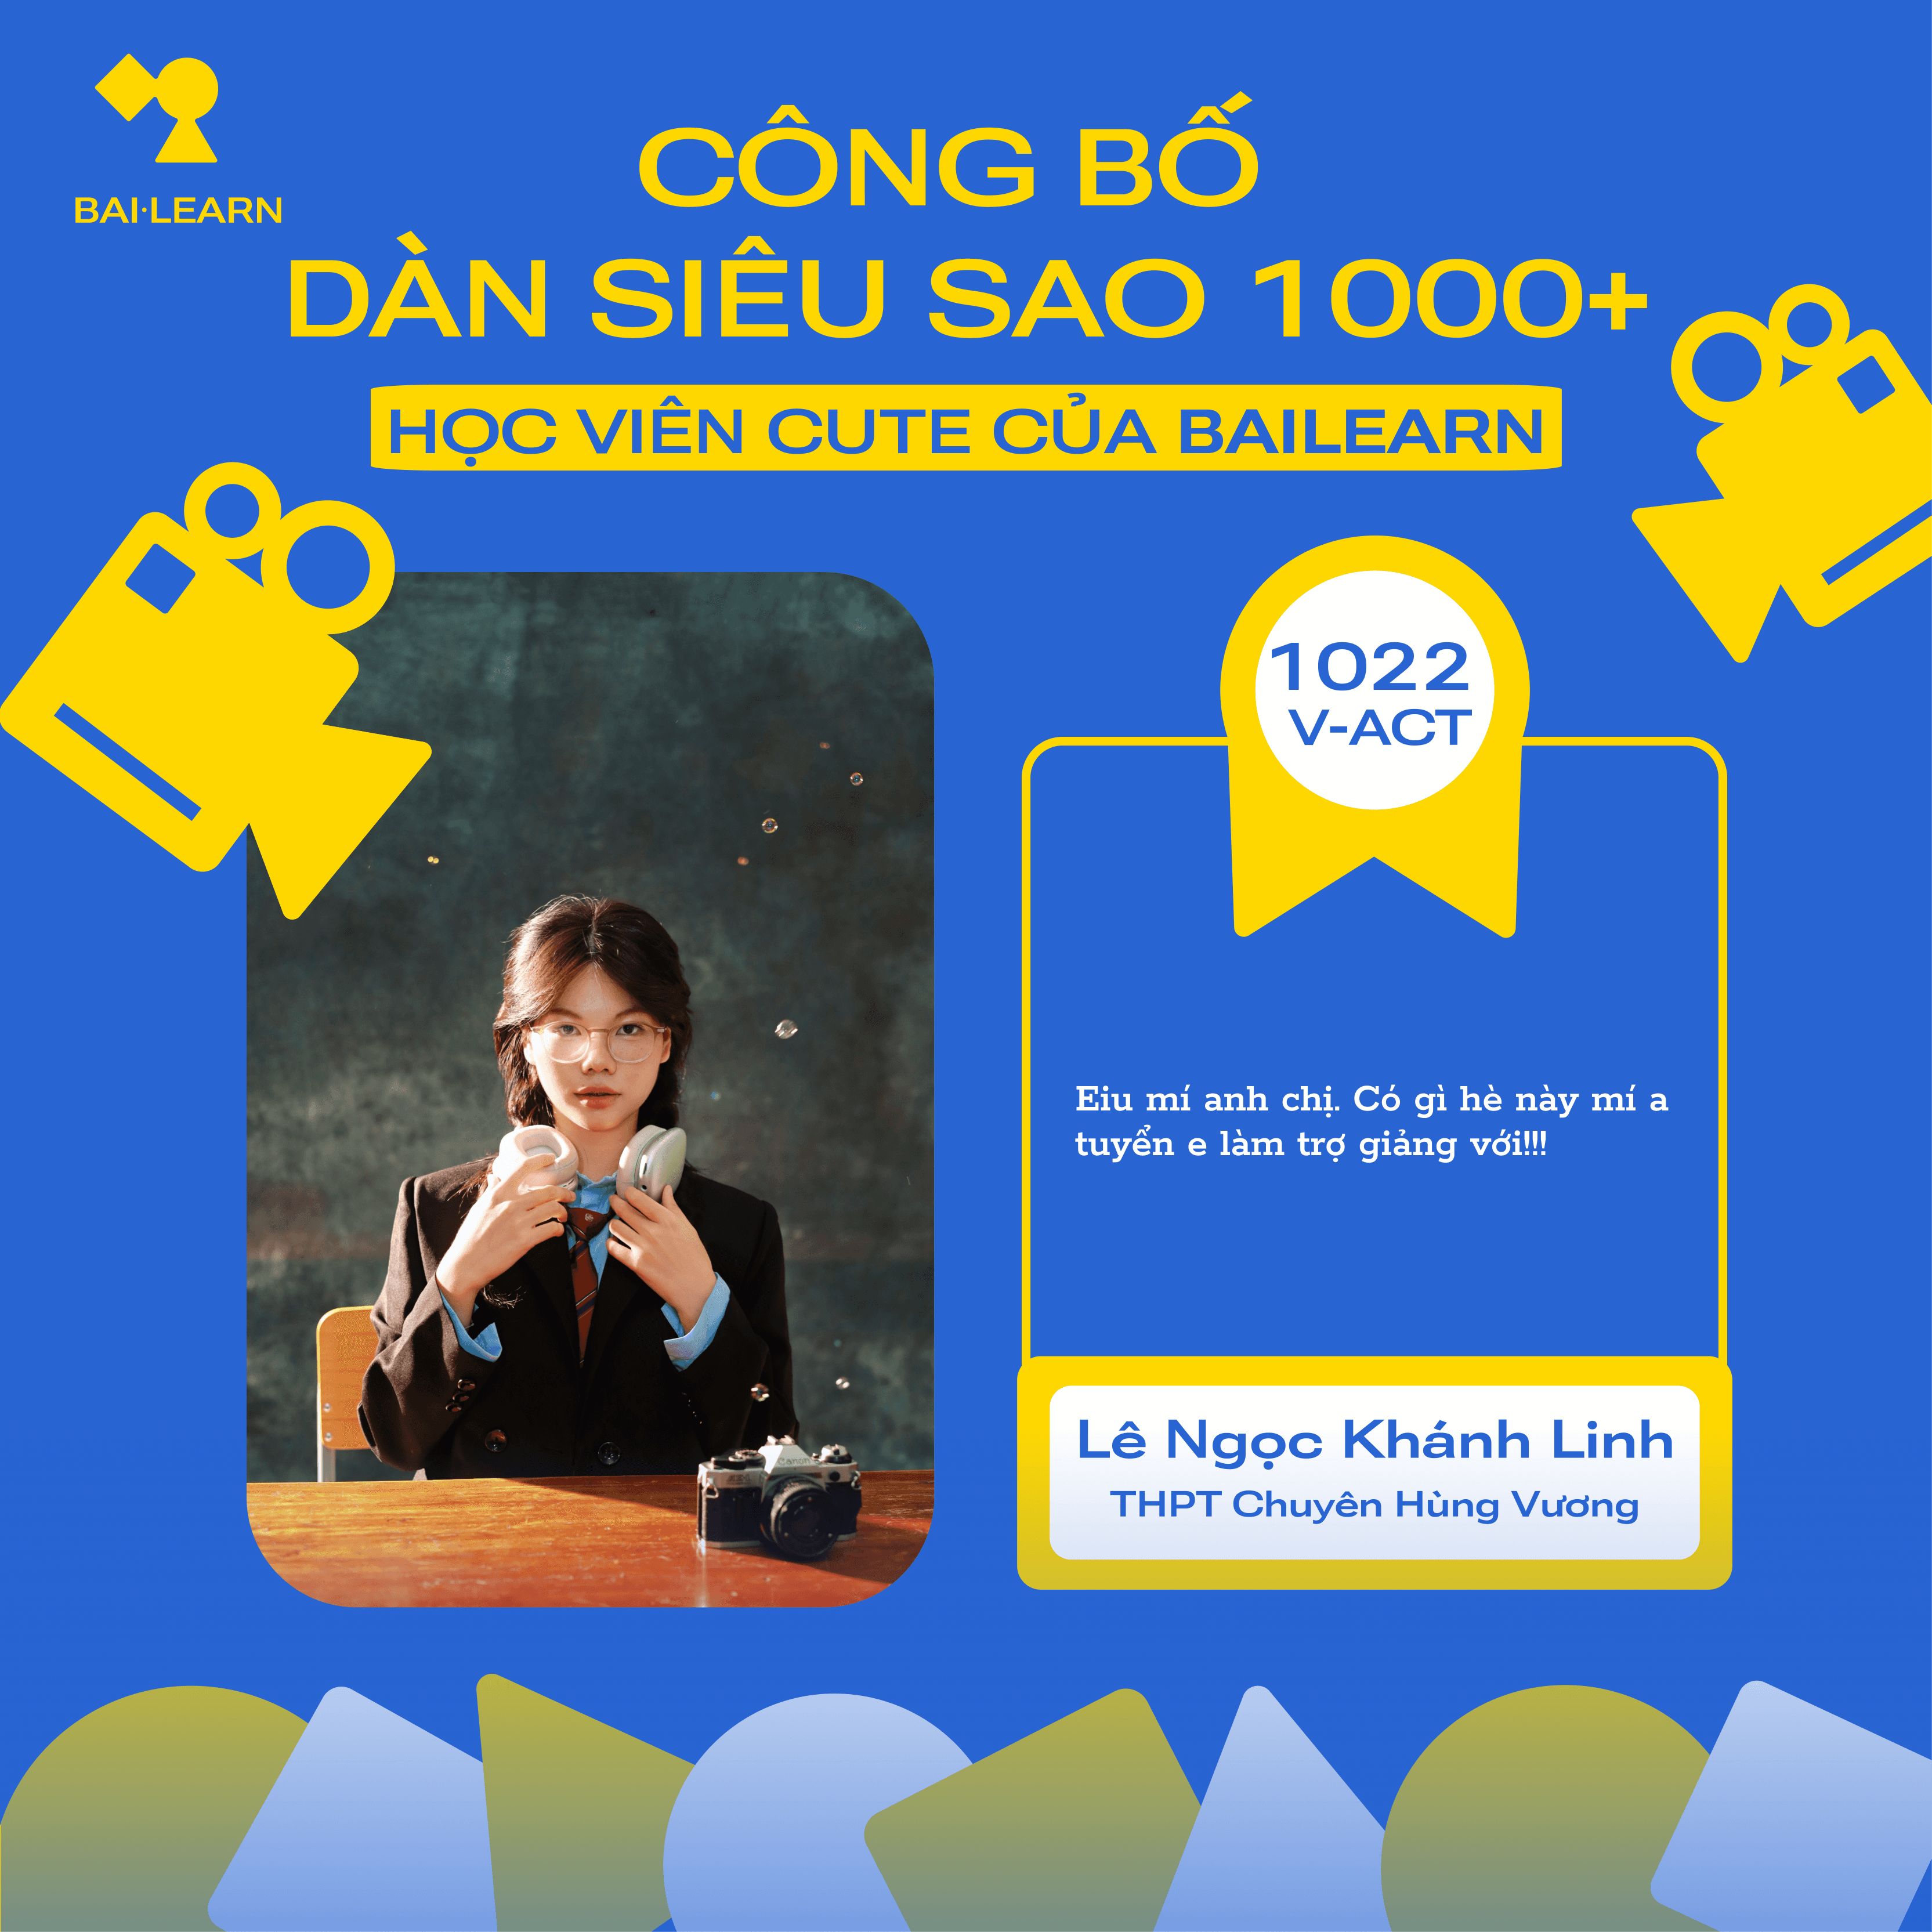 BAI·LEARN
CÔNG BỐ
DÀN SIÊU SAO 1000+
HỌC VIÊN CUTE CỦA BAILEARN
1022
V-ACT
Eiu mí anh chị. Có gì hè này mí a
tuyển e làm trợ giảng với!!!
Canon
Lê Ngọc Khánh Linh
THPT Chuyên Hùng Vương